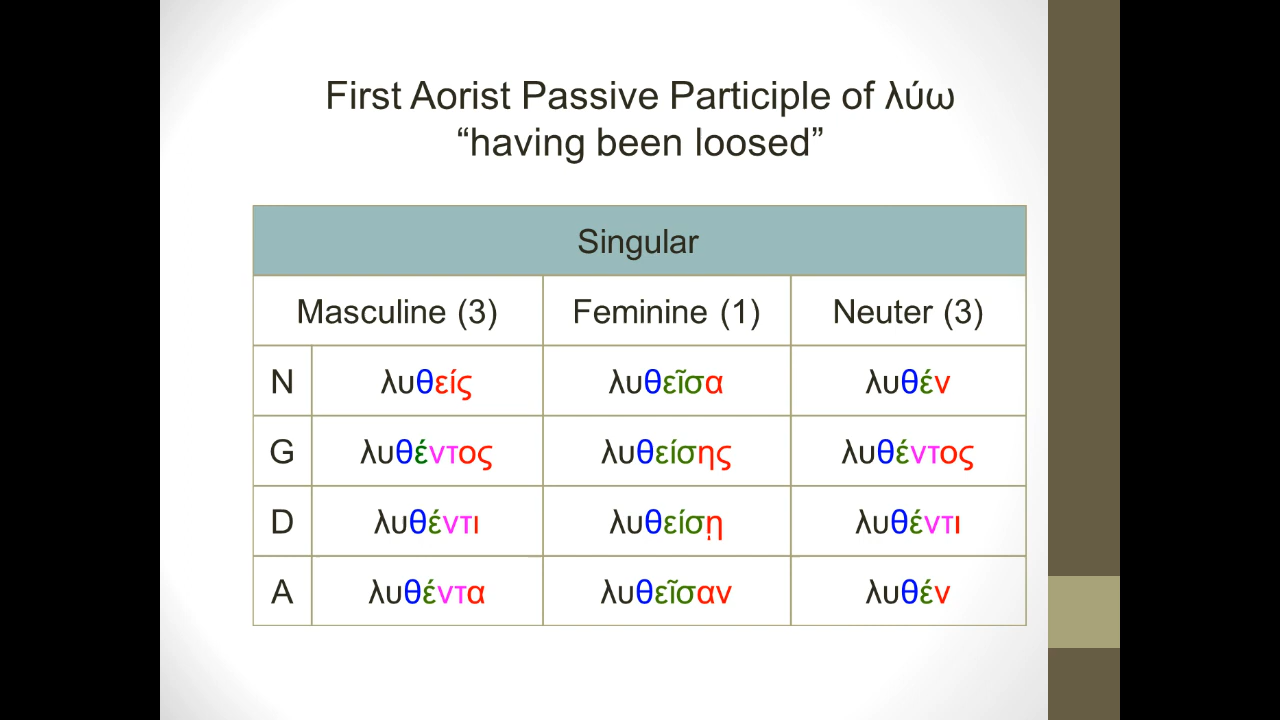 First Aorist Passive Participle of λύω
“having been loosed”
Singular
Masculine (3) Feminine (1) Neuter (3)
N λυθείς λυθεῖσα λυθέν
G λυθέντος λυθείσης λυθέντος
D λυθέντι λυθείσῃ λυθέντι
A λυθέντα λυθεῖσαν λυθέν